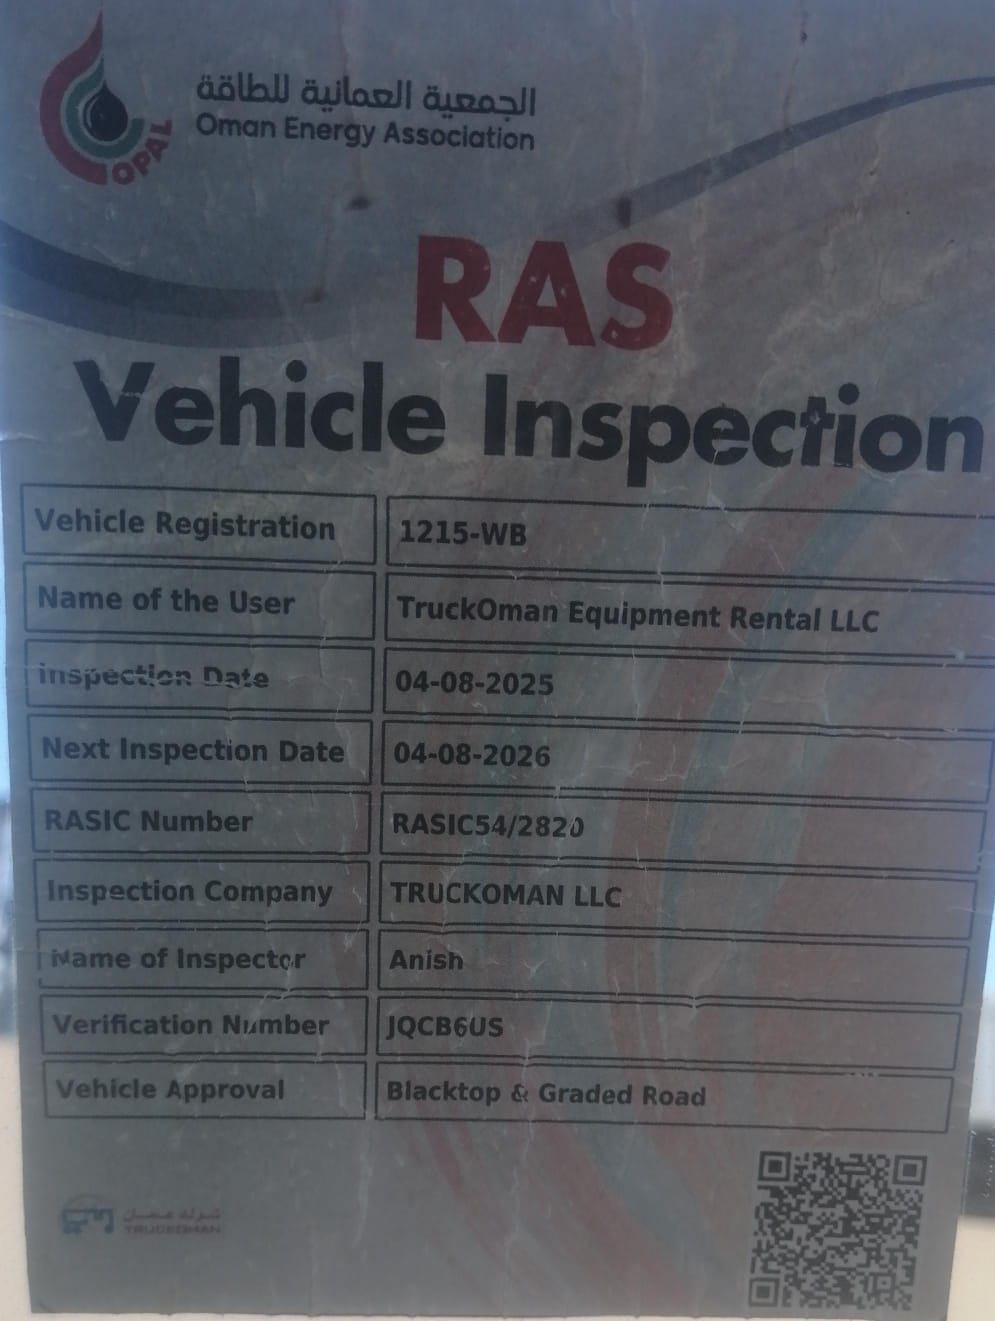 الجمعية العمانية للطاقة
Oman Energy Association
OPAL
RAS
Vehicle Inspection
Vehicle Registration 1215-WB
Name of the User TruckOman Equipment Rental LLC
Inspection Date 04-08-2025
Next Inspection Date 04-08-2026
RASIC Number RASIC54/2820
Inspection Company TRUCKOMAN LLC
Name of Inspector Anish
Verification Number JQCB6US
Vehicle Approval Blacktop & Graded Road
TRUCKOMAN